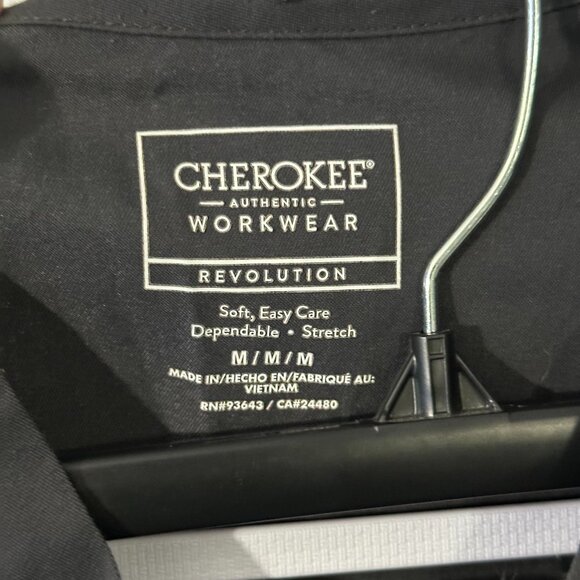 CHEROKEE®
— AUTHENTIC —
WORKWEAR
REVOLUTION
Soft, Easy Care
Dependable • Stretch
M / M / M
MADE IN/HECHO EN/FABRIQUÉ AU:
VIETNAM
RN#93643 / CA#24480